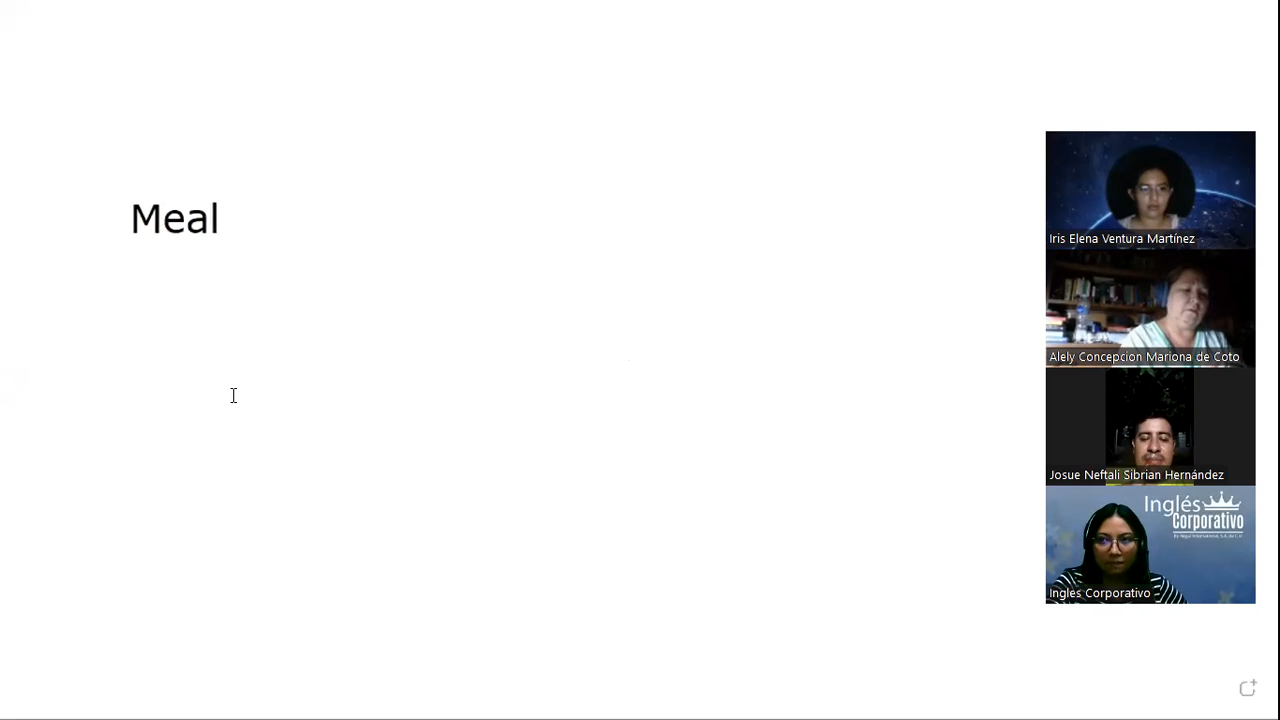 Meal
Iris Elena Ventura Martínez
Alely Concepcion Mariona de Coto
Josue Neftali Sibrian Hernández
Inglés
Corporativo
Ingles Corporativo